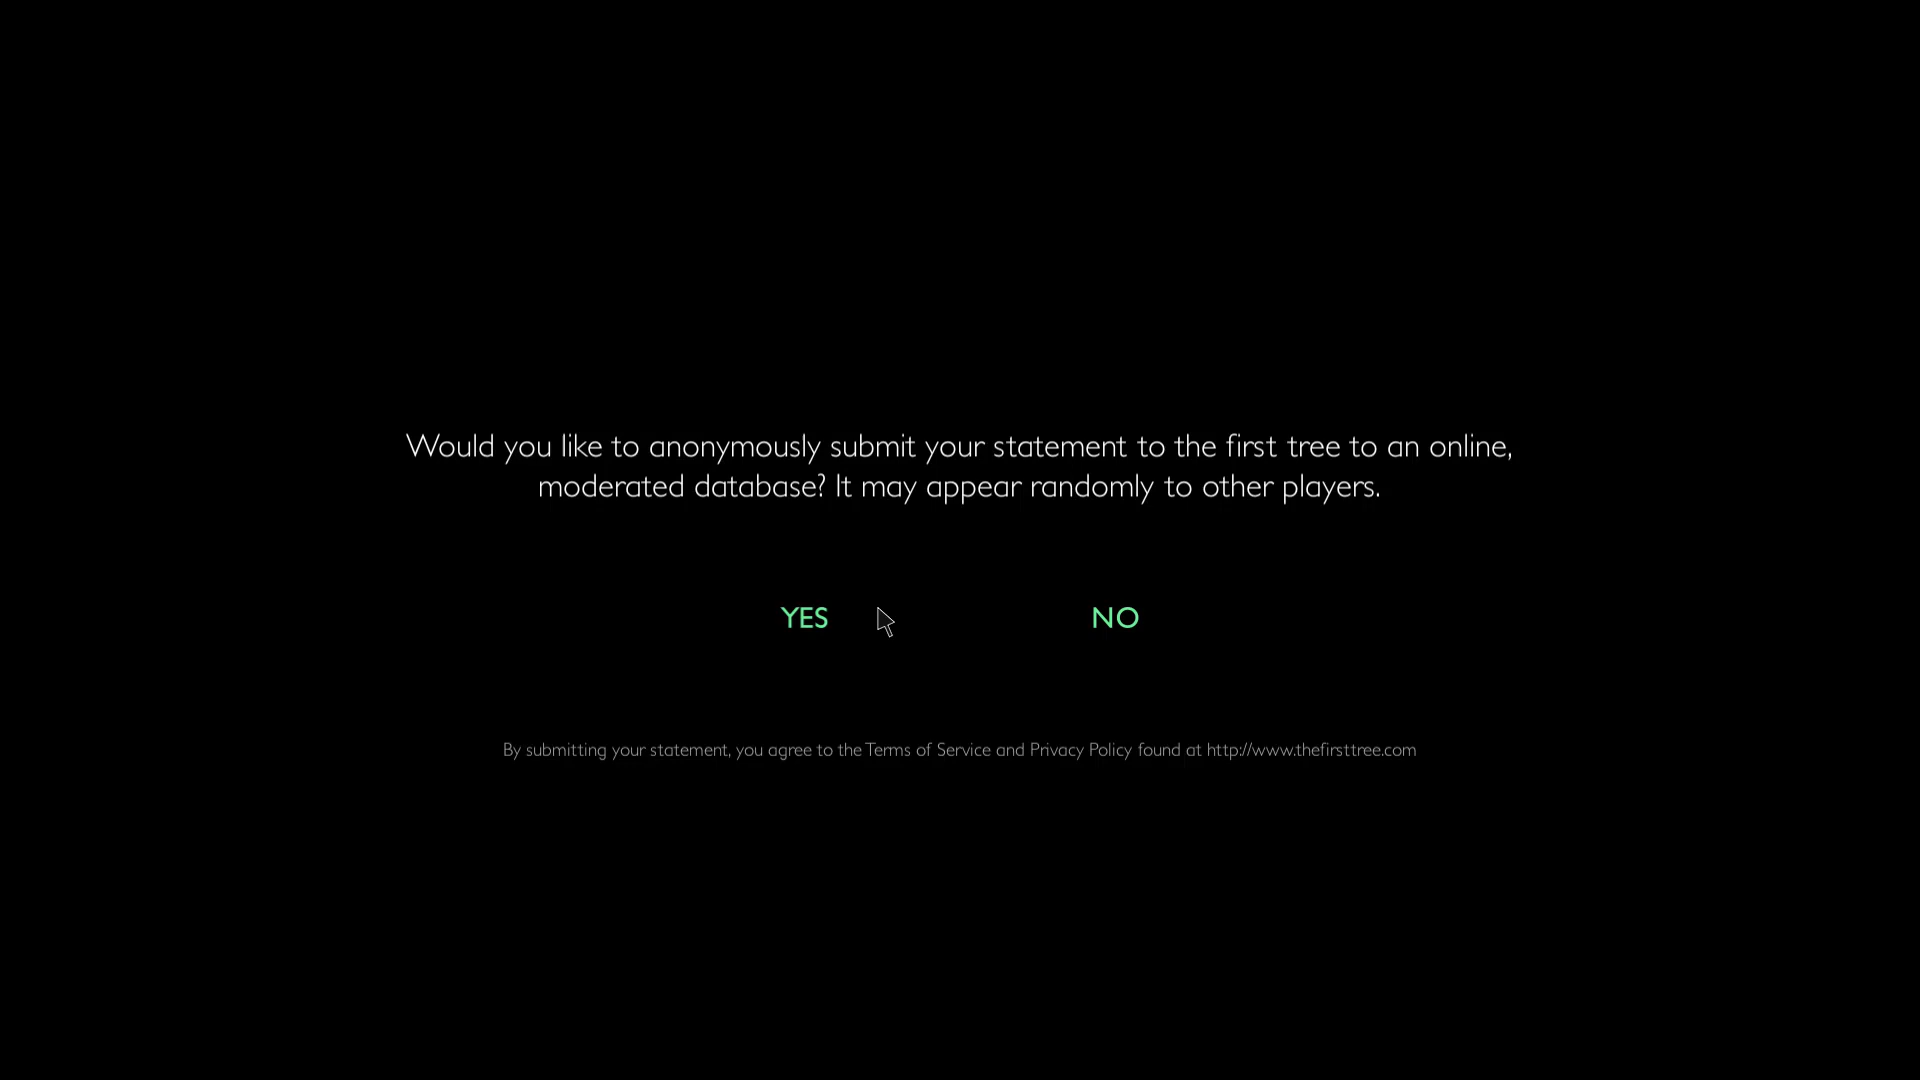 Would you like to anonymously submit your statement to the first tree to an online,
moderated database? It may appear randomly to other players.
YES NO
By submitting your statement, you agree to the Terms of Service and Privacy Policy found at http://www.thefirsttree.com